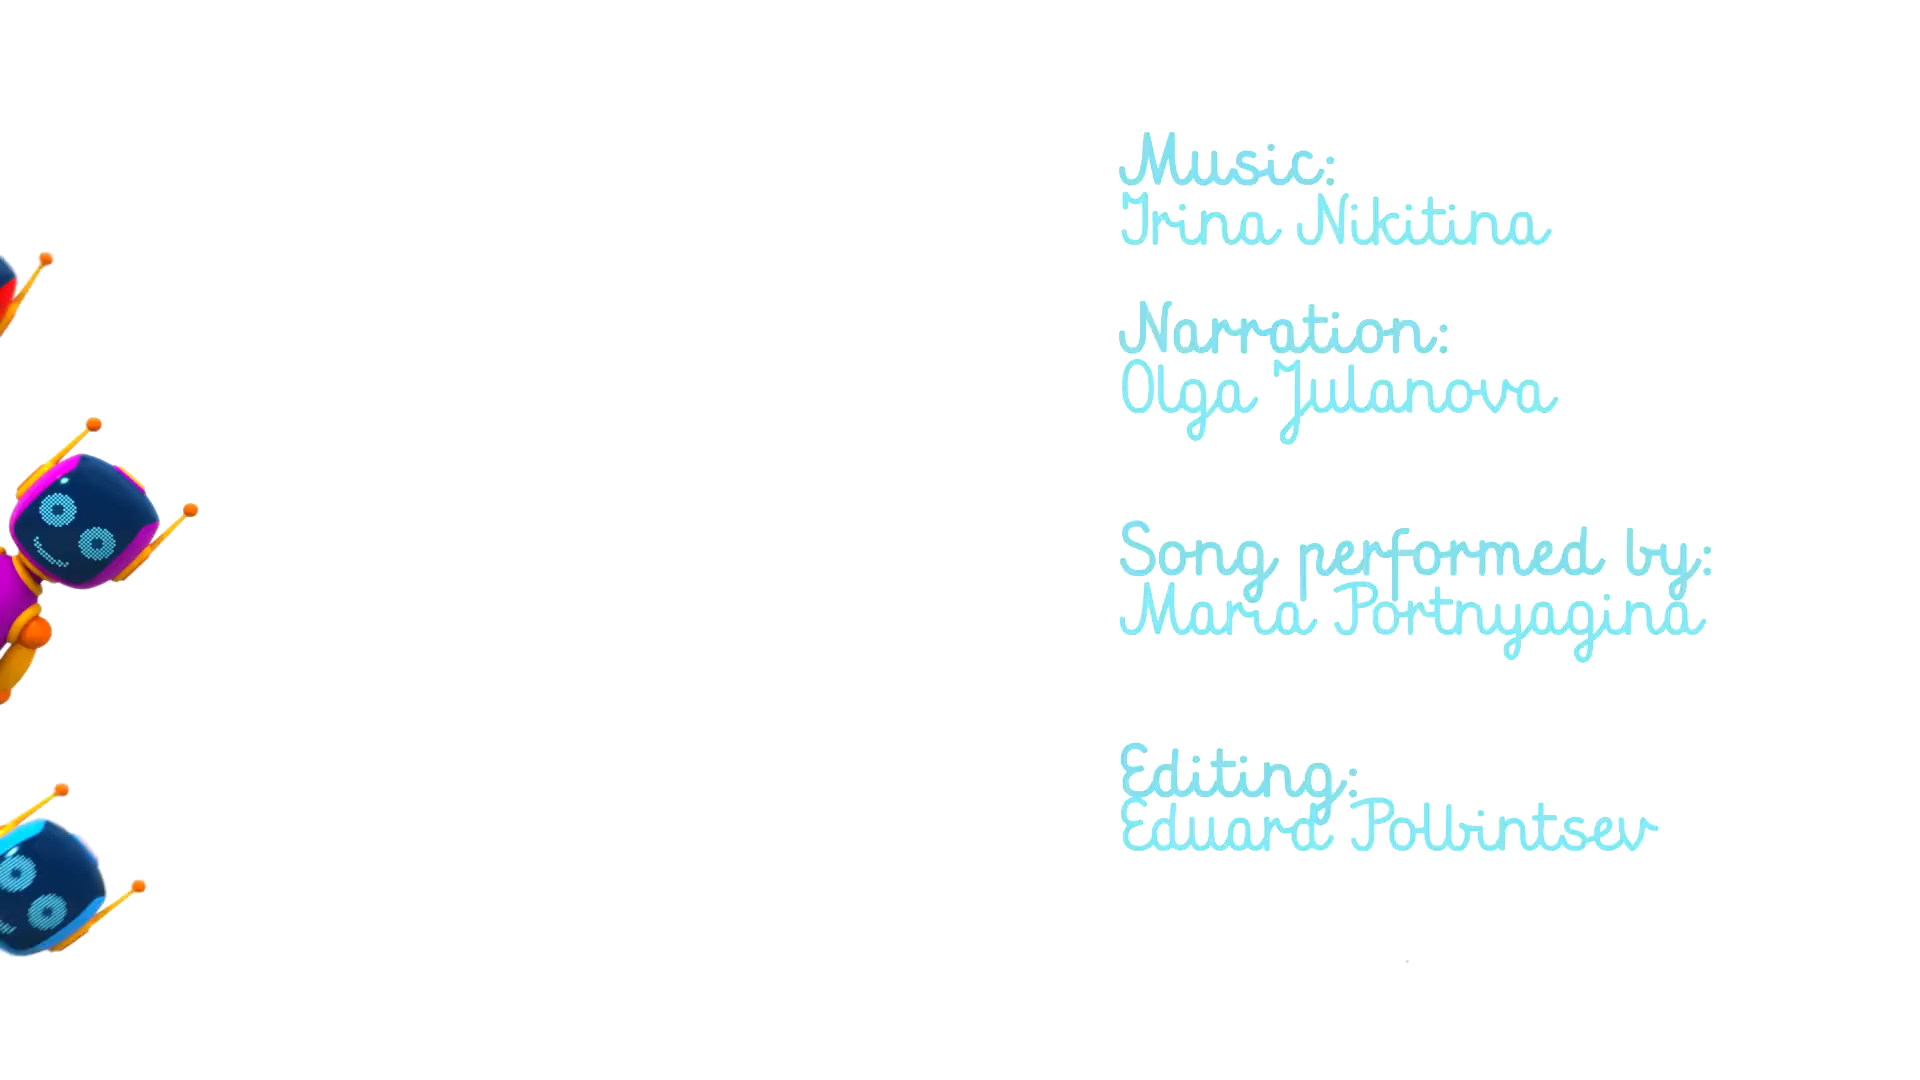 Music:
Irina Nikitina
Narration:
Olga Julanova
Song performed by:
Maria Portnyagina
Editing:
Eduard Polbintsev